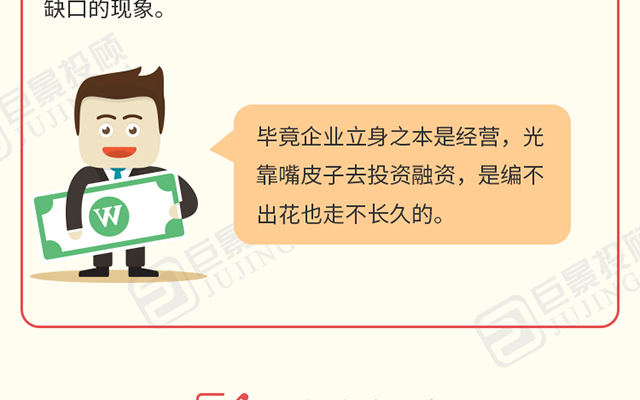 缺口的现象。
巨景投顾
JUJING
毕竟企业立身之本是经营，光
靠嘴皮子去投资融资，是编不
出花也走不长久的。
W
巨景投顾
JUJING
巨景投顾
JUJING